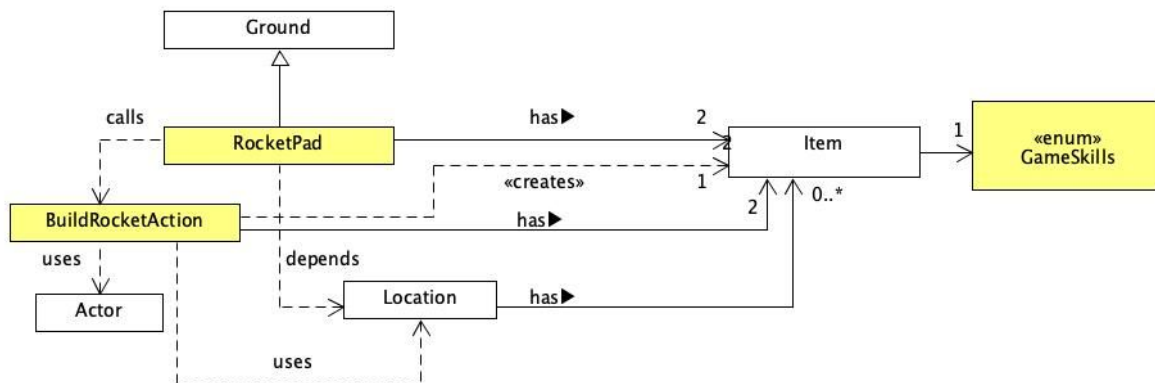 Ground
calls
has▶
2
RocketPad
2
Item
1
«enum»
GameSkills
«creates»
1
BuildRocketAction
has▶
2
0..*
uses
depends
Actor
Location
has▶
uses